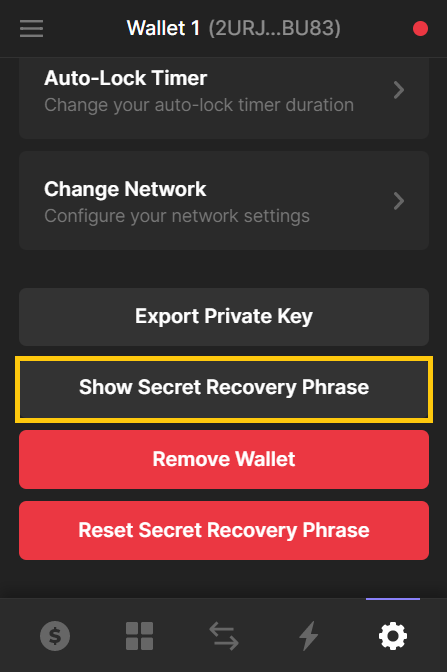 Wallet 1 (2URJ...BU83)
Auto-Lock Timer
Change your auto-lock timer duration
Change Network
Configure your network settings
Export Private Key
Show Secret Recovery Phrase
Remove Wallet
Reset Secret Recovery Phrase